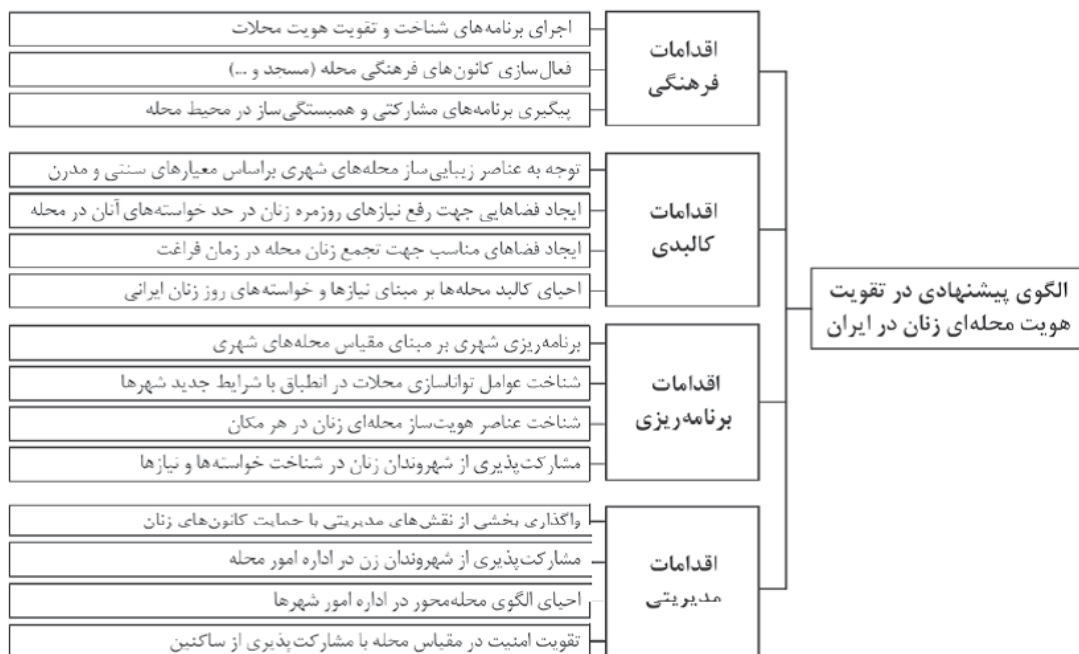 الگوی پیشنهادی در تقویت
هویت محله‌ای زنان در ایران
اقدامات
فرهنگی
اجرای برنامه‌های شناخت و تقویت هویت محلات
فعال‌سازی کانون‌های فرهنگی محله (مسجد و ...)
پیگیری برنامه‌های مشارکتی و همبستگی‌ساز در محیط محله
اقدامات
کالبدی
توجه به عناصر زیبایی‌ساز محله‌های شهری براساس معیارهای سنتی و مدرن
ایجاد فضاهایی جهت رفع نیازهای روزمره زنان در حد خواسته‌های آنان در محله
ایجاد فضاهای مناسب جهت تجمع زنان محله در زمان فراغت
احیای کالبد محله‌ها بر مبنای نیازها و خواسته‌های روز زنان ایرانی
اقدامات
برنامه‌ریزی
برنامه‌ریزی شهری بر مبنای مقیاس محله‌های شهری
شناخت عوامل تواناسازی محلات در انطباق با شرایط جدید شهرها
شناخت عناصر هویت‌ساز محله‌ای زنان در هر مکان
مشارکت‌پذیری از شهروندان زنان در شناخت خواسته‌ها و نیازها
اقدامات
مدیریتی
واگذاری بخشی از نقش‌های مدیریتی با حمایت کانون‌های زنان
مشارکت‌پذیری از شهروندان زن در اداره امور محله
احیای الگوی محله‌محور در اداره امور شهرها
تقویت امنیت در مقیاس محله با مشارکت‌پذیری از ساکنین